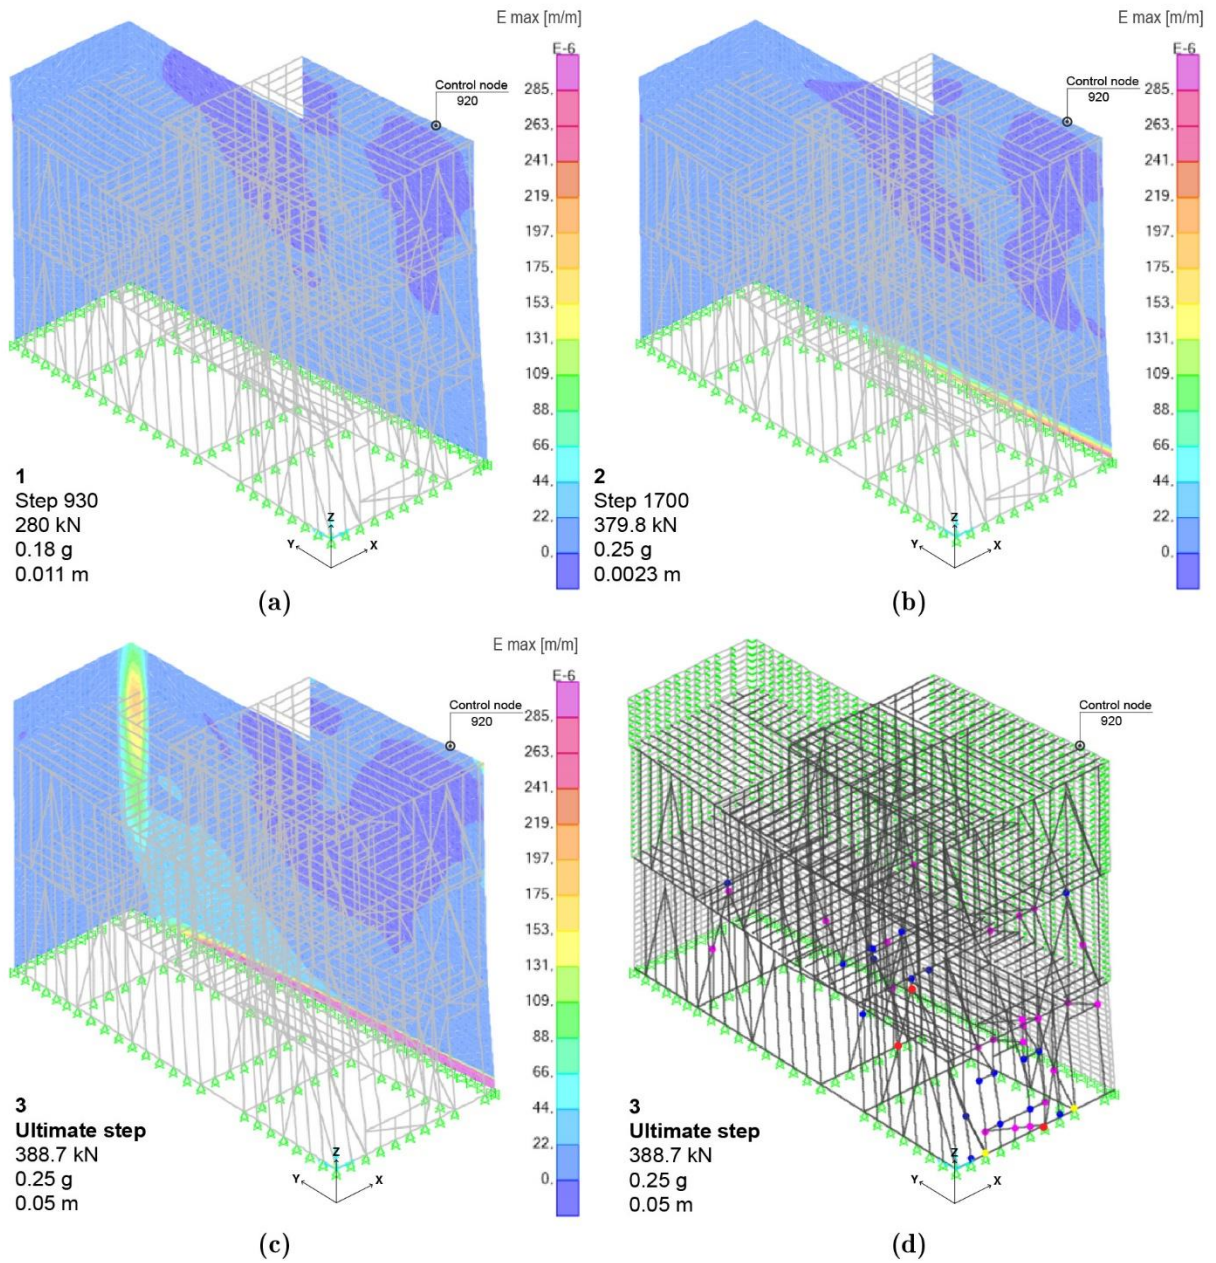 E max [m/m]
E-6
285,
263,
241,
219,
197,
175,
153,
131,
109,
88,
66,
44,
22,
0,
Control node
920
1
Step 930
280 kN
0.18 g
0.011 m
Z
Y
X
(a)
E max [m/m]
E-6
285,
263,
241,
219,
197,
175,
153,
131,
109,
88,
66,
44,
22,
0,
Control node
920
2
Step 1700
379.8 kN
0.25 g
0.0023 m
Z
Y
X
(b)
E max [m/m]
E-6
285,
263,
241,
219,
197,
175,
153,
131,
109,
88,
66,
44,
22,
0,
Control node
920
3
Ultimate step
388.7 kN
0.25 g
0.05 m
Z
Y
X
(c)
Control node
920
3
Ultimate step
388.7 kN
0.25 g
0.05 m
Z
Y
X
(d)